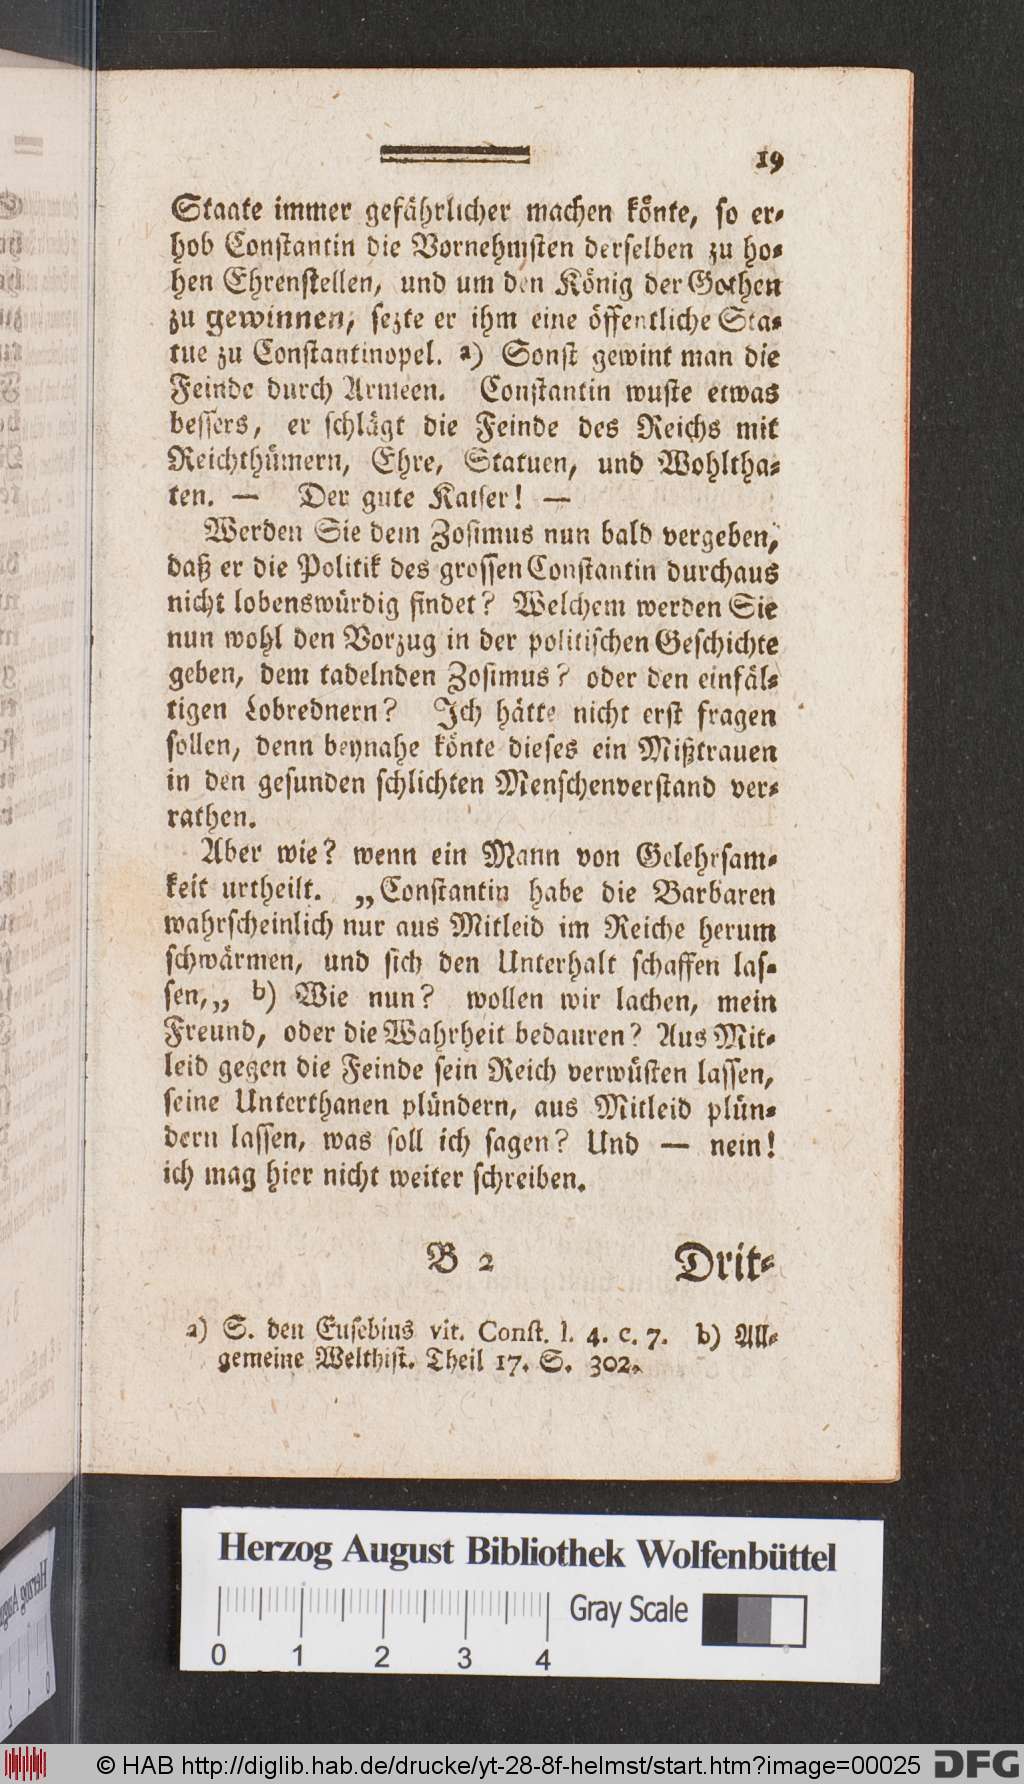 19
Staate immer gefährlicher machen könte, so er-
hob Constantin die Vornehmsten derselben zu ho-
hen Ehrenstellen, und um den König der Gothen
zu gewinnen, sezte er ihm eine öffentliche Sta-
tue zu Constantinopel. a) Sonst gewint man die
Feinde durch Armeen. Constantin wuste etwas
bessers, er schlägt die Feinde des Reichs mit
Reichthümern, Ehre, Statuen, und Wohltha-
ten. — Der gute Kaiser! —
Werden Sie dem Zosimus nun bald vergeben,
daß er die Politik des grossen Constantin durchaus
nicht lobenswürdig findet? Welchem werden Sie
nun wohl den Vorzug in der politischen Geschichte
geben, dem tadelnden Zosimus? oder den einfäl-
tigen Lobrednern? Ich hätte nicht erst fragen
sollen, denn beynahe könte dieses ein Mißtrauen
in den gesunden schlichten Menschenverstand ver-
rathen.
Aber wie? wenn ein Mann von Gelehrsam-
keit urtheilt. „Constantin habe die Barbaren
wahrscheinlich nur aus Mitleid im Reiche herum
schwärmen, und sich den Unterhalt schaffen las-
sen,„ b) Wie nun? wollen wir lachen, mein
Freund, oder die Wahrheit bedauren? Aus Mit-
leid gegen die Feinde sein Reich verwüsten lassen,
seine Unterthanen plündern, aus Mitleid plün-
dern lassen, was soll ich sagen? Und — nein!
ich mag hier nicht weiter schreiben.
B 2 Drit-
a) S. den Eusebius vit. Const. l. 4. c. 7. b) All-
gemeine Welthist. Theil 17. S. 302.
Herzog August Bibliothek Wolfenbüttel
0 1 2 3 4 Gray Scale
© HAB http://diglib.hab.de/drucke/yt-28-8f-helmst/start.htm?image=00025 DFG